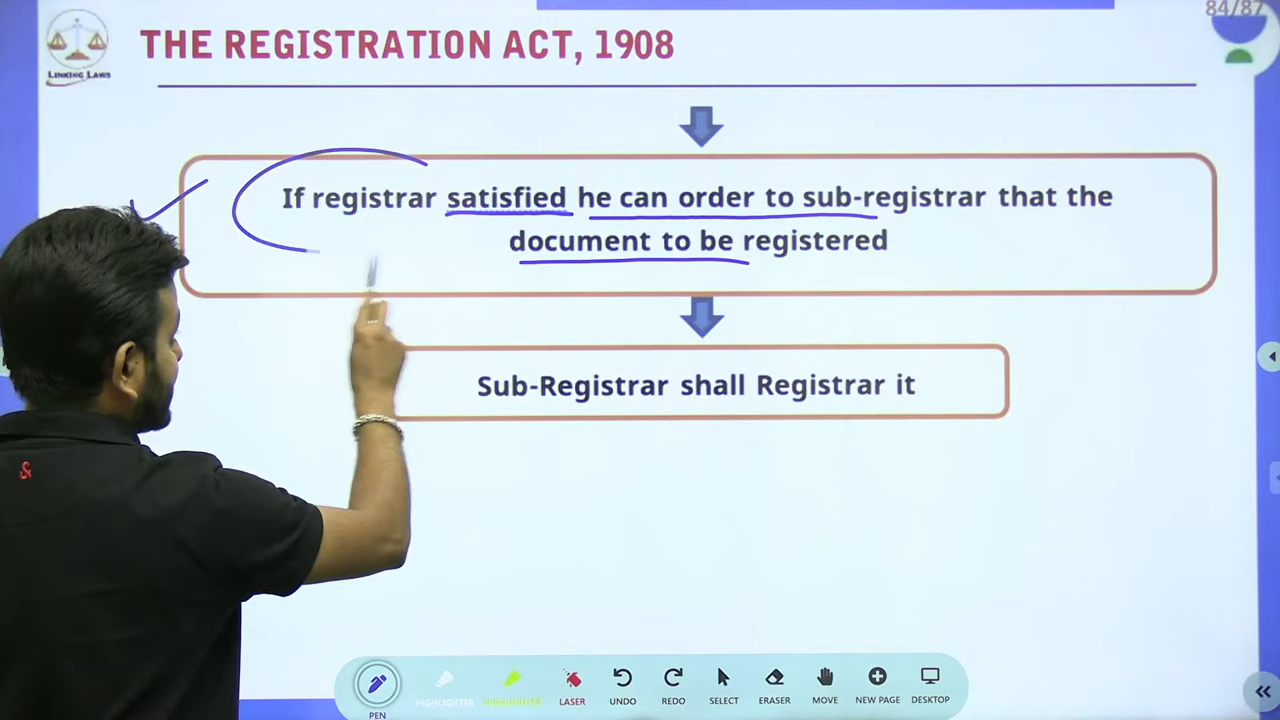 84/87
LINKING LAWS
THE REGISTRATION ACT, 1908
If registrar satisfied he can order to sub-registrar that the
document to be registered
Sub-Registrar shall Registrar it
&
PEN
HIGHLIGHTER
HIGHLIGHTER
LASER
UNDO
REDO
SELECT
ERASER
MOVE
NEW PAGE
DESKTOP